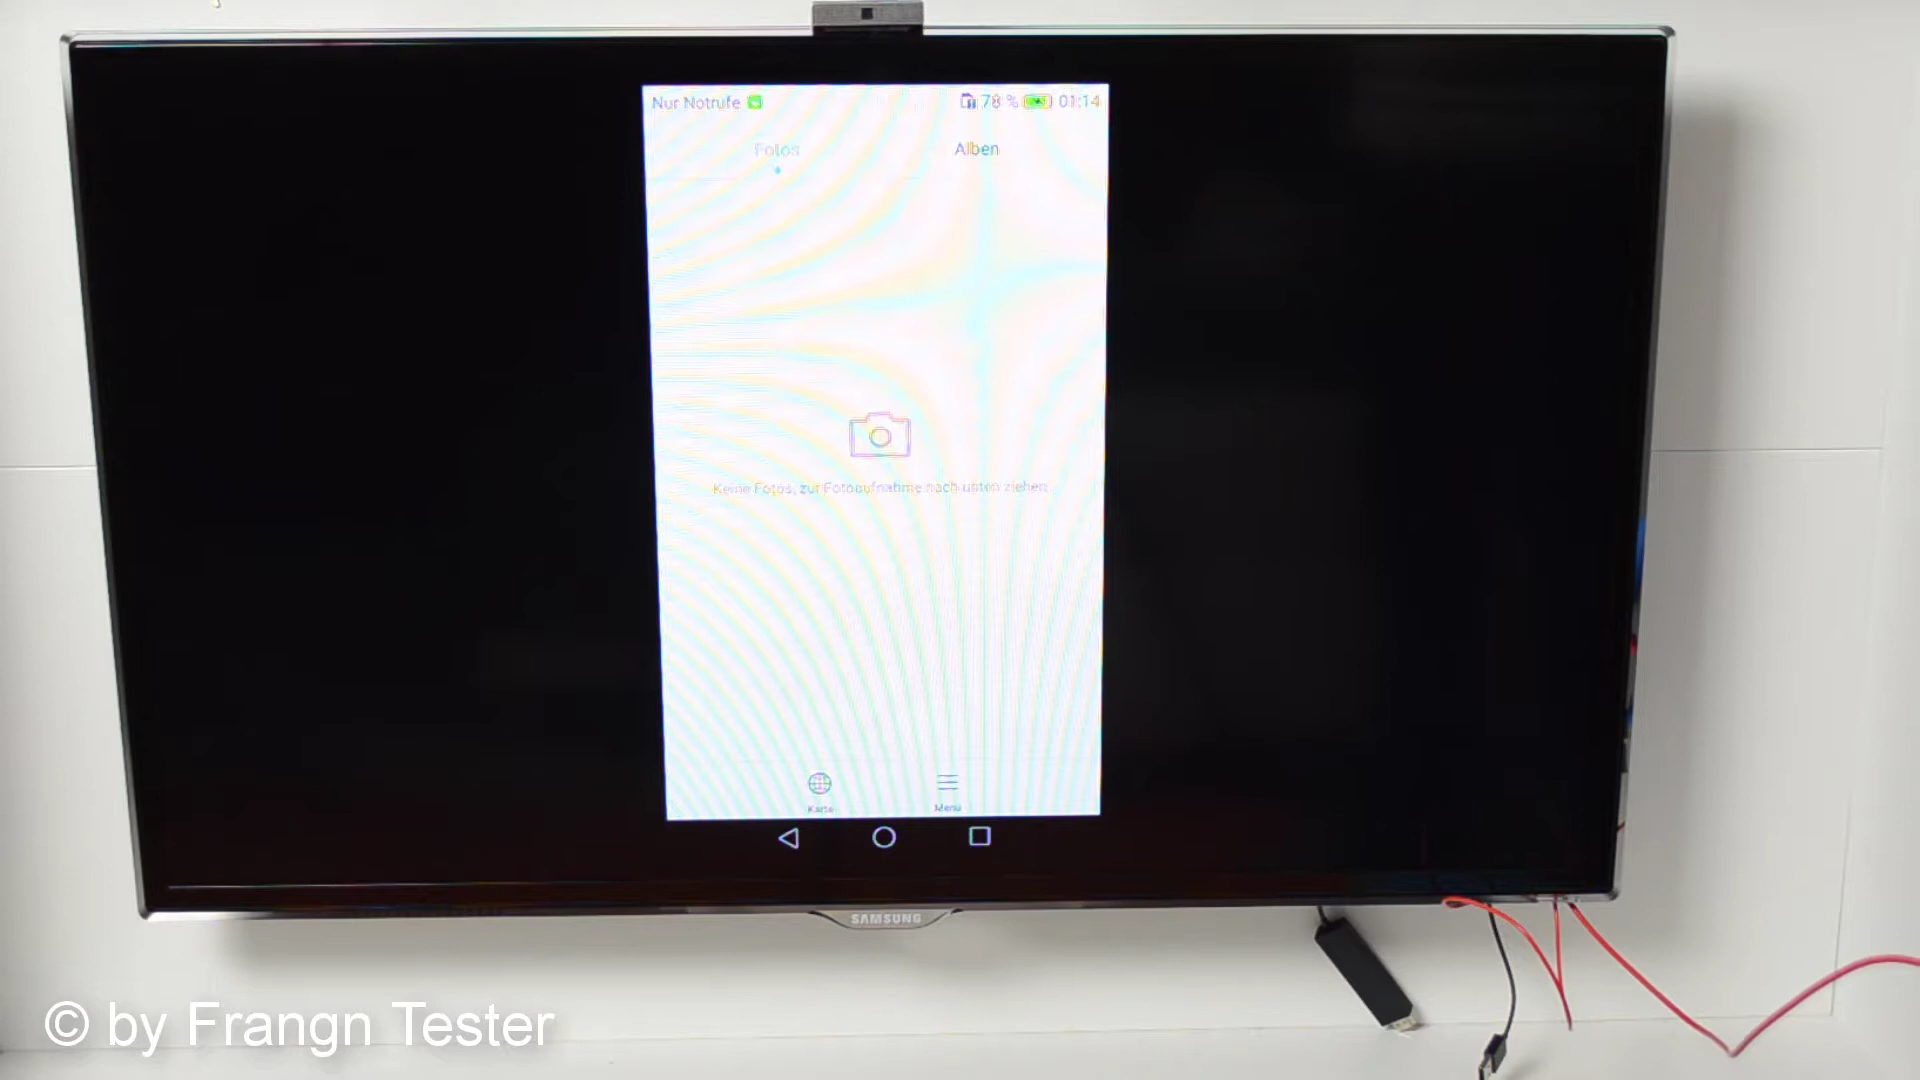 Nur Notrufe 78 % 01:14
Fotos Alben
Keine Fotos, zur Fotoaufnahme nach unten ziehen
Karte Menü
SAMSUNG
© by Frangn Tester